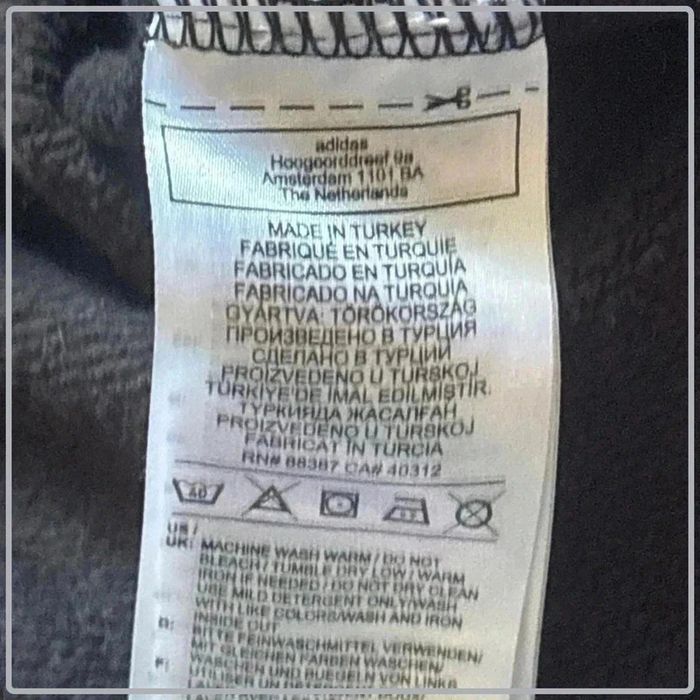 adidas
Hoogoorddreef 9a
Amsterdam 1101 BA
The Netherlands
MADE IN TURKEY
FABRIQUÉ EN TURQUIE
FABRICADO EN TURQUÍA
FABRICADO NA TURQUIA
GYÁRTVA: TÖRÖKORSZÁG
ПРОИЗВЕДЕНО В ТУРЦИЯ
СДЕЛАНО В ТУРЦИИ
PROIZVEDENO U TURSKOJ
TÜRKİYE'DE İMAL EDİLMİŞTİR.
ТҮРКИЯДА ЖАСАЛҒАН
PROIZVEDENO U TURSKOJ
FABRICAT ÎN TURCIA
RN# 88387 CA# 40312
40
US /
UK: MACHINE WASH WARM / DO NOT
BLEACH / TUMBLE DRY LOW / WARM
IRON IF NEEDED / DO NOT DRY CLEAN
USE MILD DETERGENT ONLY/WASH
WITH LIKE COLORS/WASH AND IRON
INSIDE OUT
D: BITTE FEINWASCHMITTEL VERWENDEN/
MIT GLEICHEN FARBEN WASCHEN/
WASCHEN UND BUEGELN VON LINKS
F: UTILISER UN